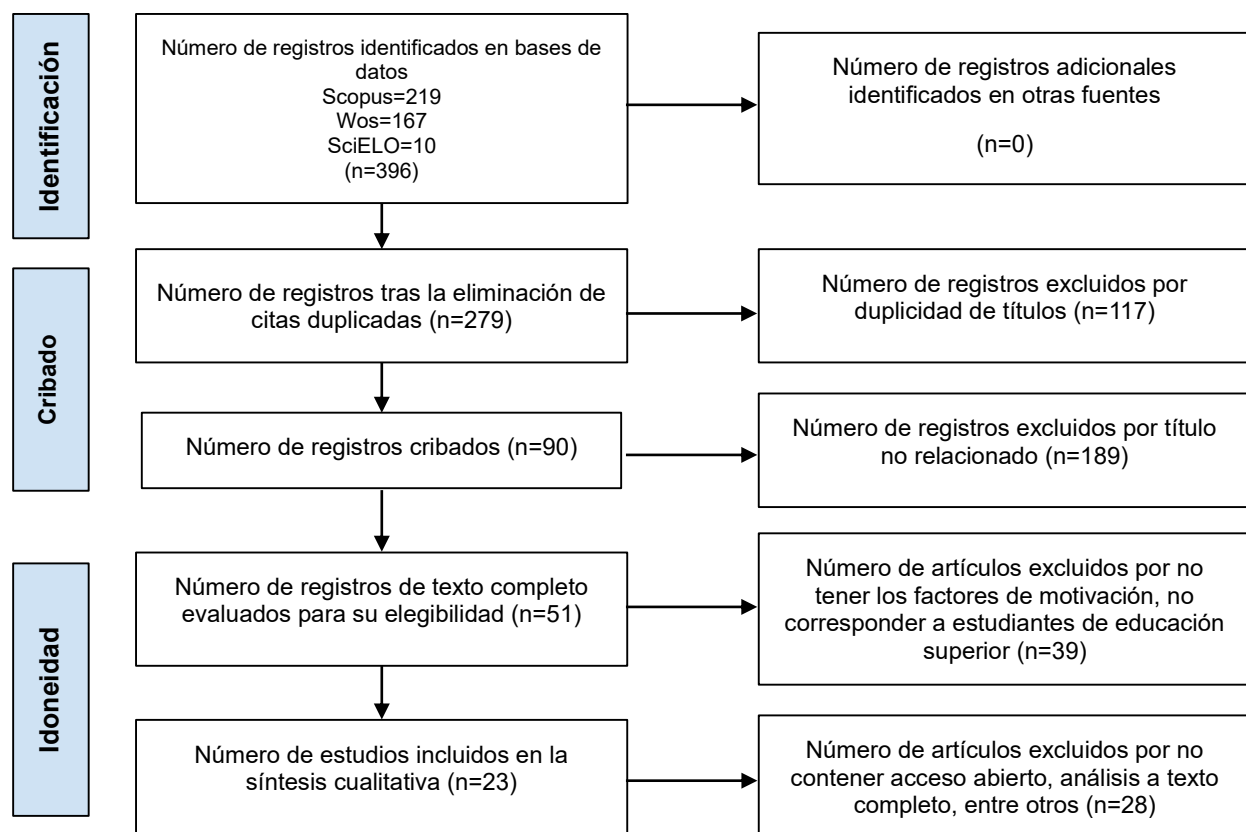 Identificación
Número de registros identificados en bases de
datos
Scopus=219
Wos=167
SciELO=10
(n=396)
Número de registros adicionales
identificados en otras fuentes
(n=0)
Cribado
Número de registros tras la eliminación de
citas duplicadas (n=279)
Número de registros excluidos por
duplicidad de títulos (n=117)
Número de registros cribados (n=90)
Número de registros excluidos por título
no relacionado (n=189)
Idoneidad
Número de registros de texto completo
evaluados para su elegibilidad (n=51)
Número de artículos excluidos por no
tener los factores de motivación, no
corresponder a estudiantes de educación
superior (n=39)
Número de estudios incluidos en la
síntesis cualitativa (n=23)
Número de artículos excluidos por no
contener acceso abierto, análisis a texto
completo, entre otros (n=28)